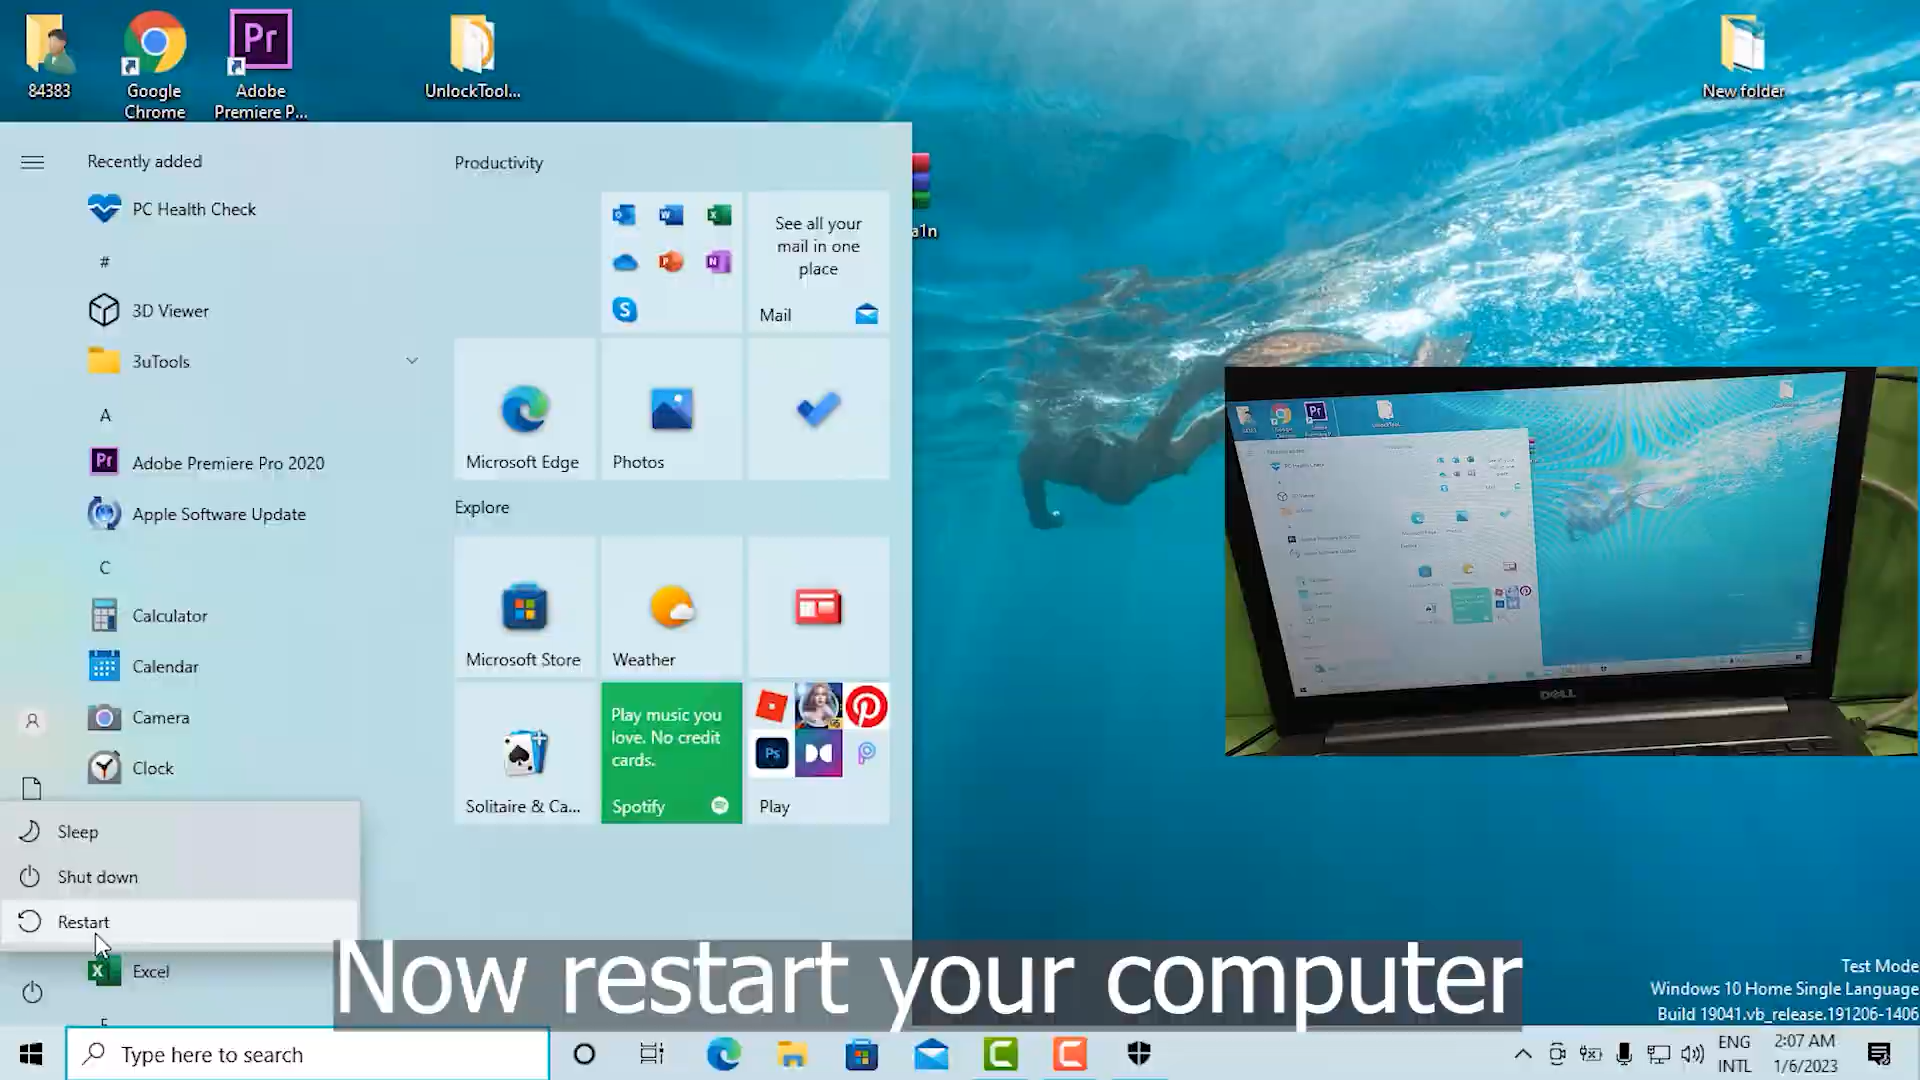 84383
Google
Chrome
Adobe
Premiere P...
UnlockTool...
New folder
Recently added
PC Health Check
#
3D Viewer
3uTools
A
Adobe Premiere Pro 2020
Apple Software Update
C
Calculator
Calendar
Camera
Clock
Sleep
Shut down
Restart
Excel
Productivity
See all your
mail in one
place
Mail
Microsoft Edge
Photos
Explore
Microsoft Store
Weather
Solitaire & Ca...
Play music you
love. No credit
cards.
Spotify
Play
a1n
DELL
Now restart your computer
Test Mode
Windows 10 Home Single Language
Build 19041.vb_release.191206-1406
Type here to search
ENG
INTL
2:07 AM
1/6/2023